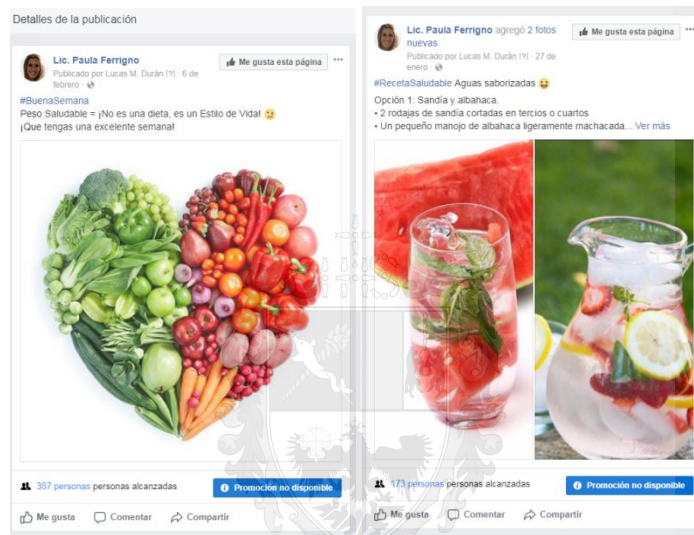 Detalles de la publicación
Lic. Paula Ferrigno
Me gusta esta página
Publicado por Lucas M. Durán [?] · 6 de
febrero ·
#BuenaSemana
Peso Saludable = ¡No es una dieta, es un Estilo de Vida!
¡Que tengas una excelente semana!
387 personas personas alcanzadas
Promoción no disponible
Me gusta
Comentar
Compartir
Lic. Paula Ferrigno agregó 2 fotos
nuevas
Me gusta esta página
Publicado por Lucas M. Durán [?] · 27 de
enero ·
#RecetaSaludable Aguas saborizadas
Opción 1: Sandía y albahaca.
• 2 rodajas de sandía cortadas en tercios o cuartos
• Un pequeño manojo de albahaca ligeramente machacada... Ver más
173 personas personas alcanzadas
Promoción no disponible
Me gusta
Comentar
Compartir